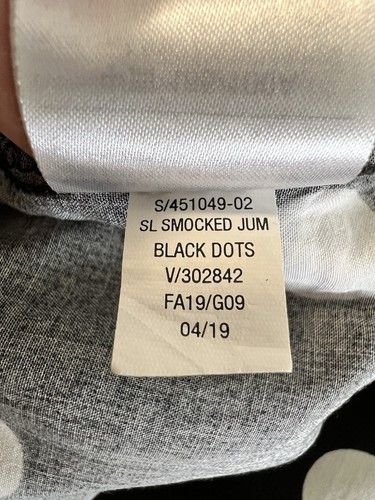 S/451049-02
SL SMOCKED JUM
BLACK DOTS
V/302842
FA19/G09
04/19